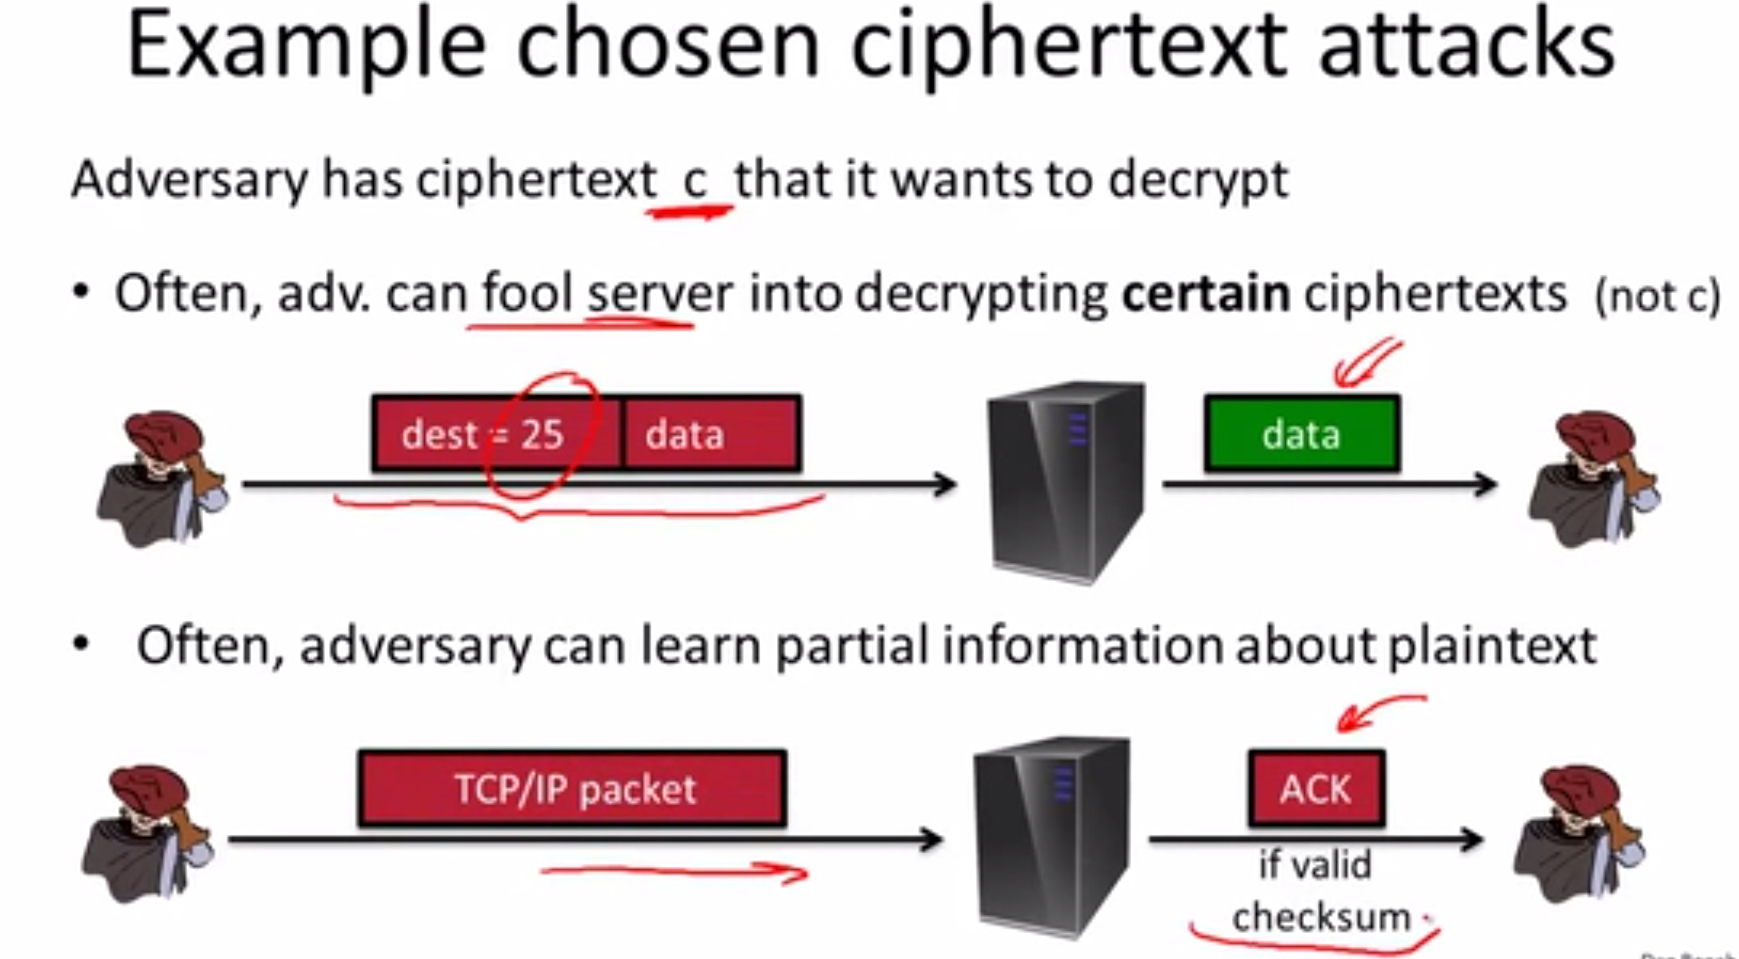 Example chosen ciphertext attacks
Adversary has ciphertext c that it wants to decrypt
• Often, adv. can fool server into decrypting certain ciphertexts (not c)
dest = 25 data
data
• Often, adversary can learn partial information about plaintext
TCP/IP packet
ACK
if valid
checksum